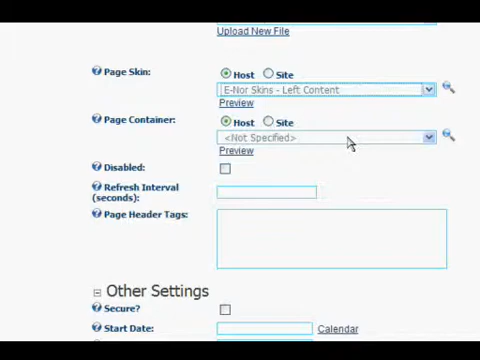 Upload New File
Page Skin: Host Site
E-Nor Skins - Left Content
Preview
Page Container: Host Site
<Not Specified>
Preview
Disabled:
Refresh Interval
(seconds):
Page Header Tags:
Other Settings
Secure?
Start Date: Calendar